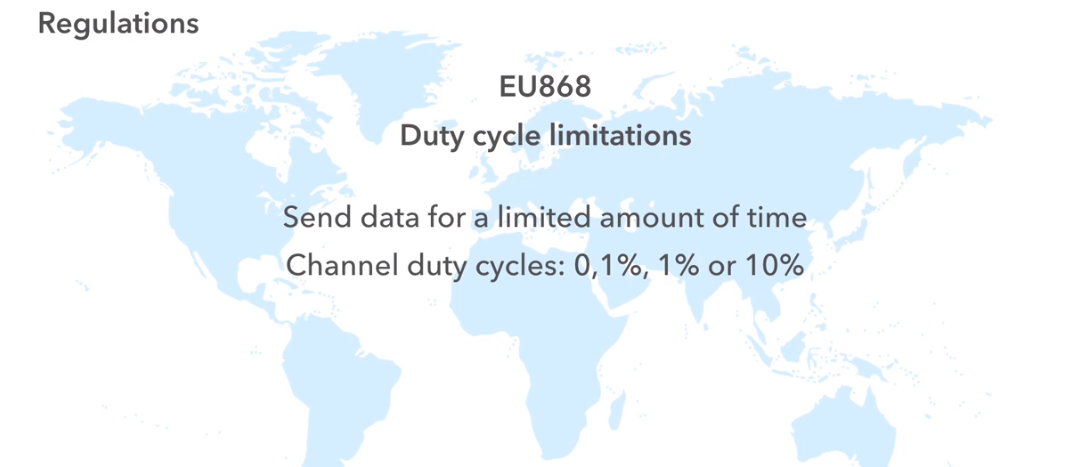 Regulations
EU868
Duty cycle limitations
Send data for a limited amount of time
Channel duty cycles: 0,1%, 1% or 10%